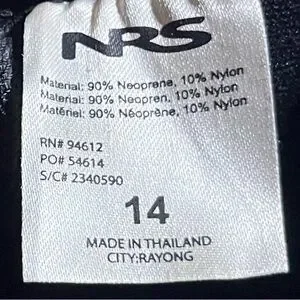 NRS
Material: 90% Neoprene, 10% Nylon
Material: 90% Neopren, 10% Nylon
Matériel: 90% Néoprène, 10% Nylon
RN# 94612
PO# 54614
S/C# 2340590
14
MADE IN THAILAND
CITY:RAYONG